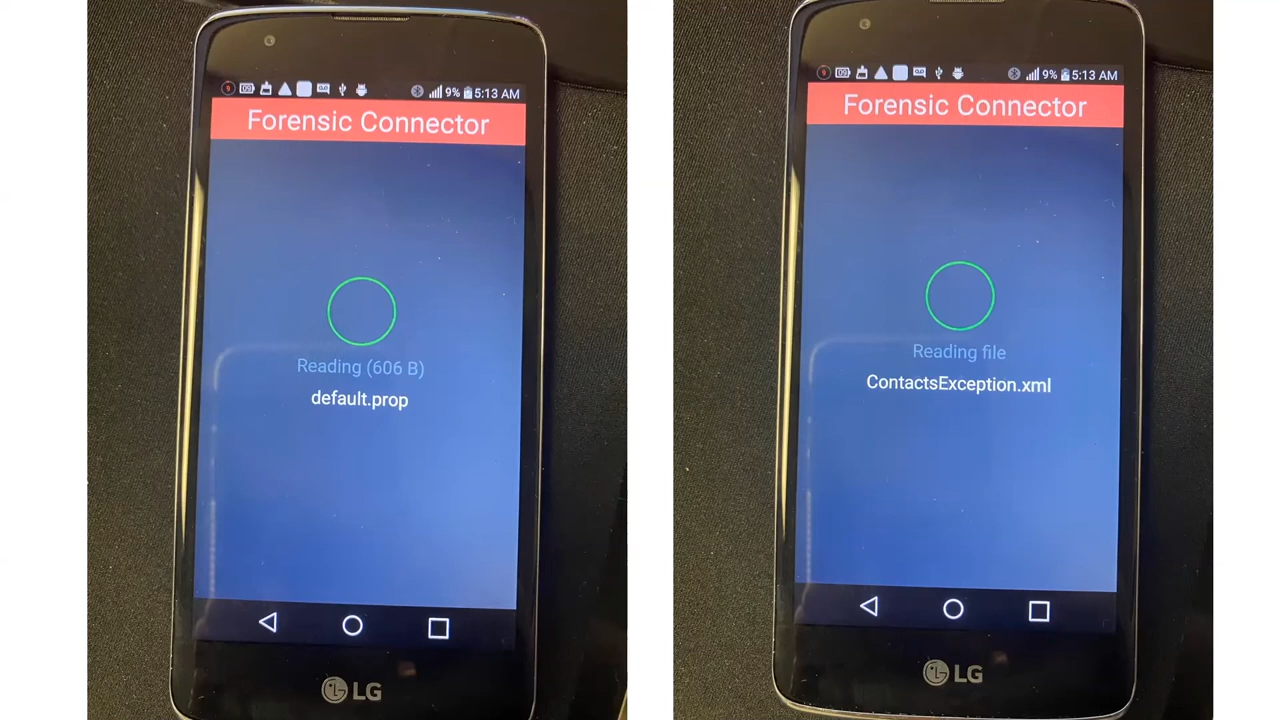 9% 5:13 AM
Forensic Connector
Reading (606 B)
default.prop
LG
9% 5:13 AM
Forensic Connector
Reading file
ContactsException.xml
LG